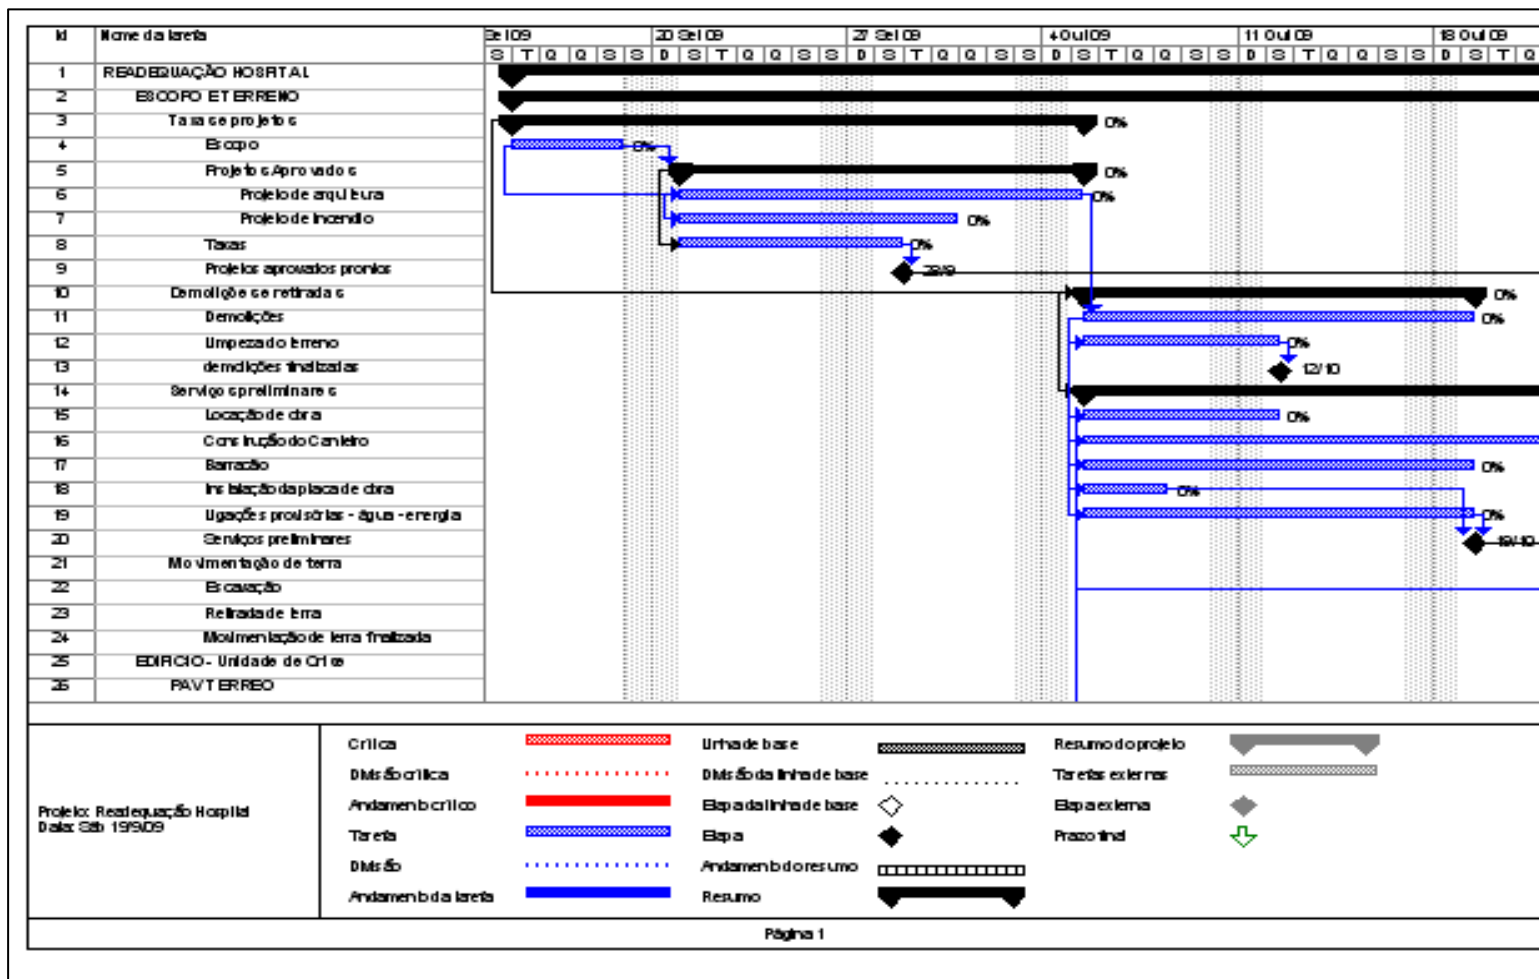 Id Nome da tarefa
Set 09 20 Set 09 27 Set 09 4 Out 09 11 Out 09 18 Out 09
S T Q Q S S D S T Q Q S S D S T Q Q S S D S T Q Q S S D S T Q Q S S D S T Q
1 READEQUAÇÃO HOSPITAL
2 ESCOPO E TERRENO
3 Taxas e projetos 0%
4 Escopo 0%
5 Projetos Aprovados 0%
6 Projeto de arquitetura 0%
7 Projeto de Incendio 0%
8 Taxas 0%
9 Projetos aprovados prontos
10 Demolições e retiradas 0%
11 Demolições 0%
12 Limpeza do terreno 0%
13 demolições finalizadas 12/10
14 Serviços preliminares
15 Locação de obra 0%
16 Construção do Canteiro
17 Barracão 0%
18 Instalação da placa de obra 0%
19 Ligações provisórias - água - energia 0%
20 Serviços preliminares 19/10
21 Movimentação de terra
22 Escavação
23 Retirada de terra
24 Movimentação de terra finalizada
25 EDIFICIO - Unidade de Crise
26 PAVT ERREO
Projeto: Readequação Hospital
Data: Sáb 19/9/09
Crítica Linha de base Resumo do projeto
Divisão crítica Divisão da linha de base Tarefas externas
Andamento crítico Etapa da linha de base Etapa externa
Tarefa Etapa Prazo final
Divisão Andamento do resumo
Andamento da tarefa Resumo
Página 1